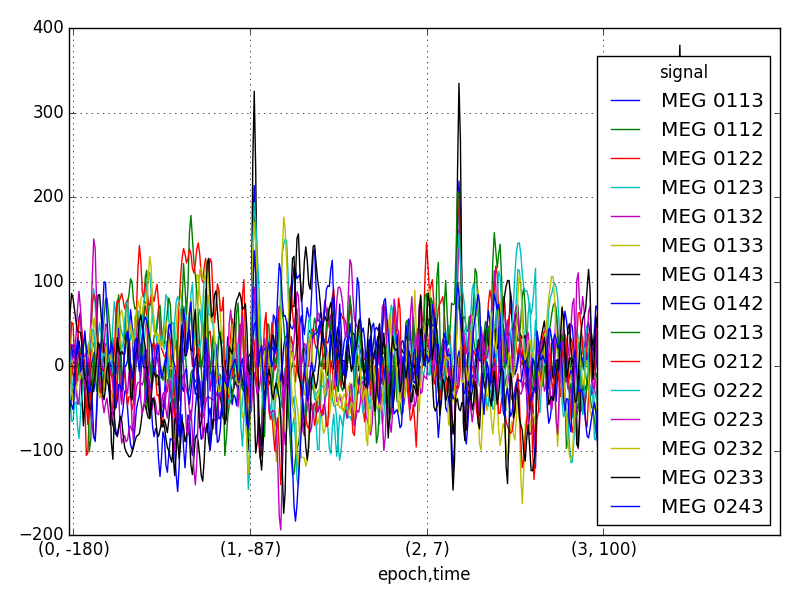 400
300
200
100
0
−100
−200
(0, -180)
(1, -87)
(2, 7)
(3, 100)
epoch,time
signal
MEG 0113
MEG 0112
MEG 0122
MEG 0123
MEG 0132
MEG 0133
MEG 0143
MEG 0142
MEG 0213
MEG 0212
MEG 0222
MEG 0223
MEG 0232
MEG 0233
MEG 0243